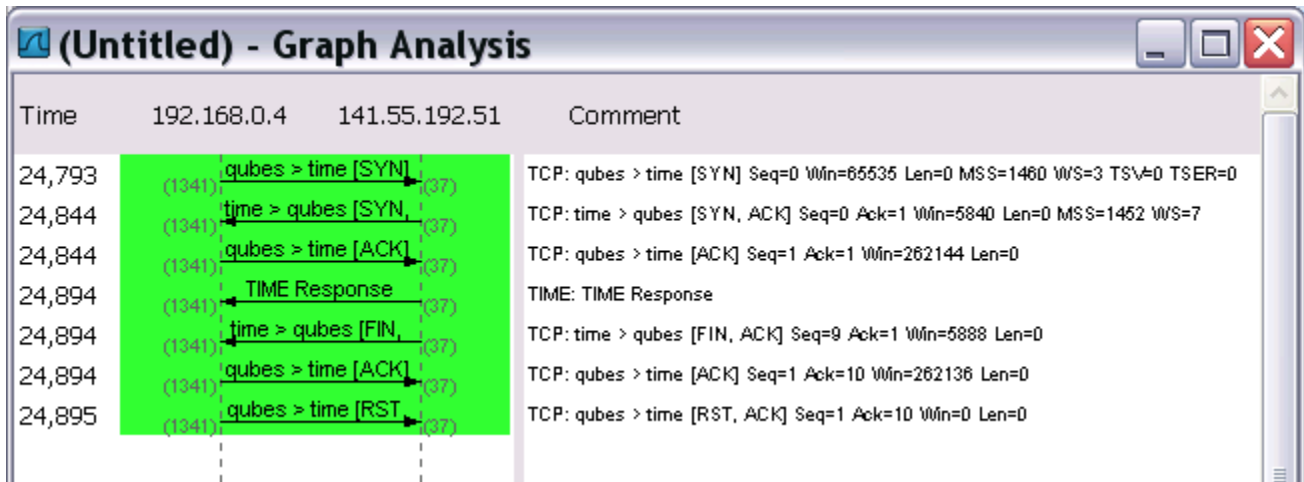 (Untitled) - Graph Analysis
Time 192.168.0.4 141.55.192.51 Comment
24,793 (1341) qubes > time [SYN] (37) TCP: qubes > time [SYN] Seq=0 Win=65535 Len=0 MSS=1460 WS=3 TSV=0 TSER=0
24,844 (1341) time > qubes [SYN, (37) TCP: time > qubes [SYN, ACK] Seq=0 Ack=1 Win=5840 Len=0 MSS=1452 WS=7
24,844 (1341) qubes > time [ACK] (37) TCP: qubes > time [ACK] Seq=1 Ack=1 Win=262144 Len=0
24,894 (1341) TIME Response (37) TIME: TIME Response
24,894 (1341) time > qubes [FIN, (37) TCP: time > qubes [FIN, ACK] Seq=9 Ack=1 Win=5888 Len=0
24,894 (1341) qubes > time [ACK] (37) TCP: qubes > time [ACK] Seq=1 Ack=10 Win=262136 Len=0
24,895 (1341) qubes > time [RST (37) TCP: qubes > time [RST, ACK] Seq=1 Ack=10 Win=0 Len=0